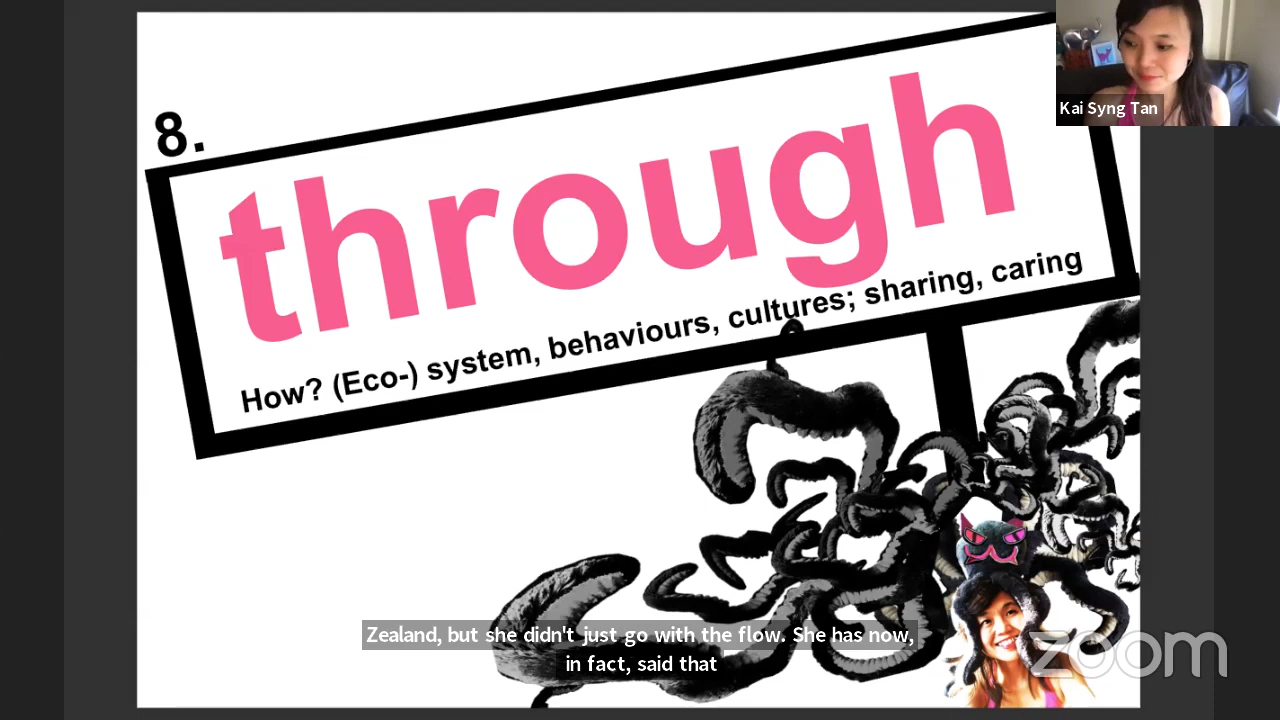 Kai Syng Tan
8.
through
How? (Eco-) system, behaviours, cultures; sharing, caring
Zealand, but she didn't just go with the flow. She has now,
in fact, said that
zoom